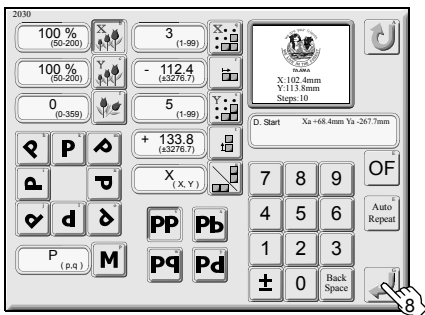 2030
100 %
(50-200)
X
3
(1-99)
X
100 %
(50-200)
Y
- 112.4
(±3276.7)
0
(0-359)
5
(1-99)
Y
+ 133.8
(±3276.7)
X
( X, Y )
P P P
P P
P P P
PP Pb
Pq Pd
P
( p,q )
M
TAJIMA
X:102.4mm
Y:113.8mm
Steps:10
D. Start Xa +68.4mm Ya -267.7mm
7 8 9
OF
4 5 6
Auto
Repeat
1 2 3
± 0
Back
Space
8